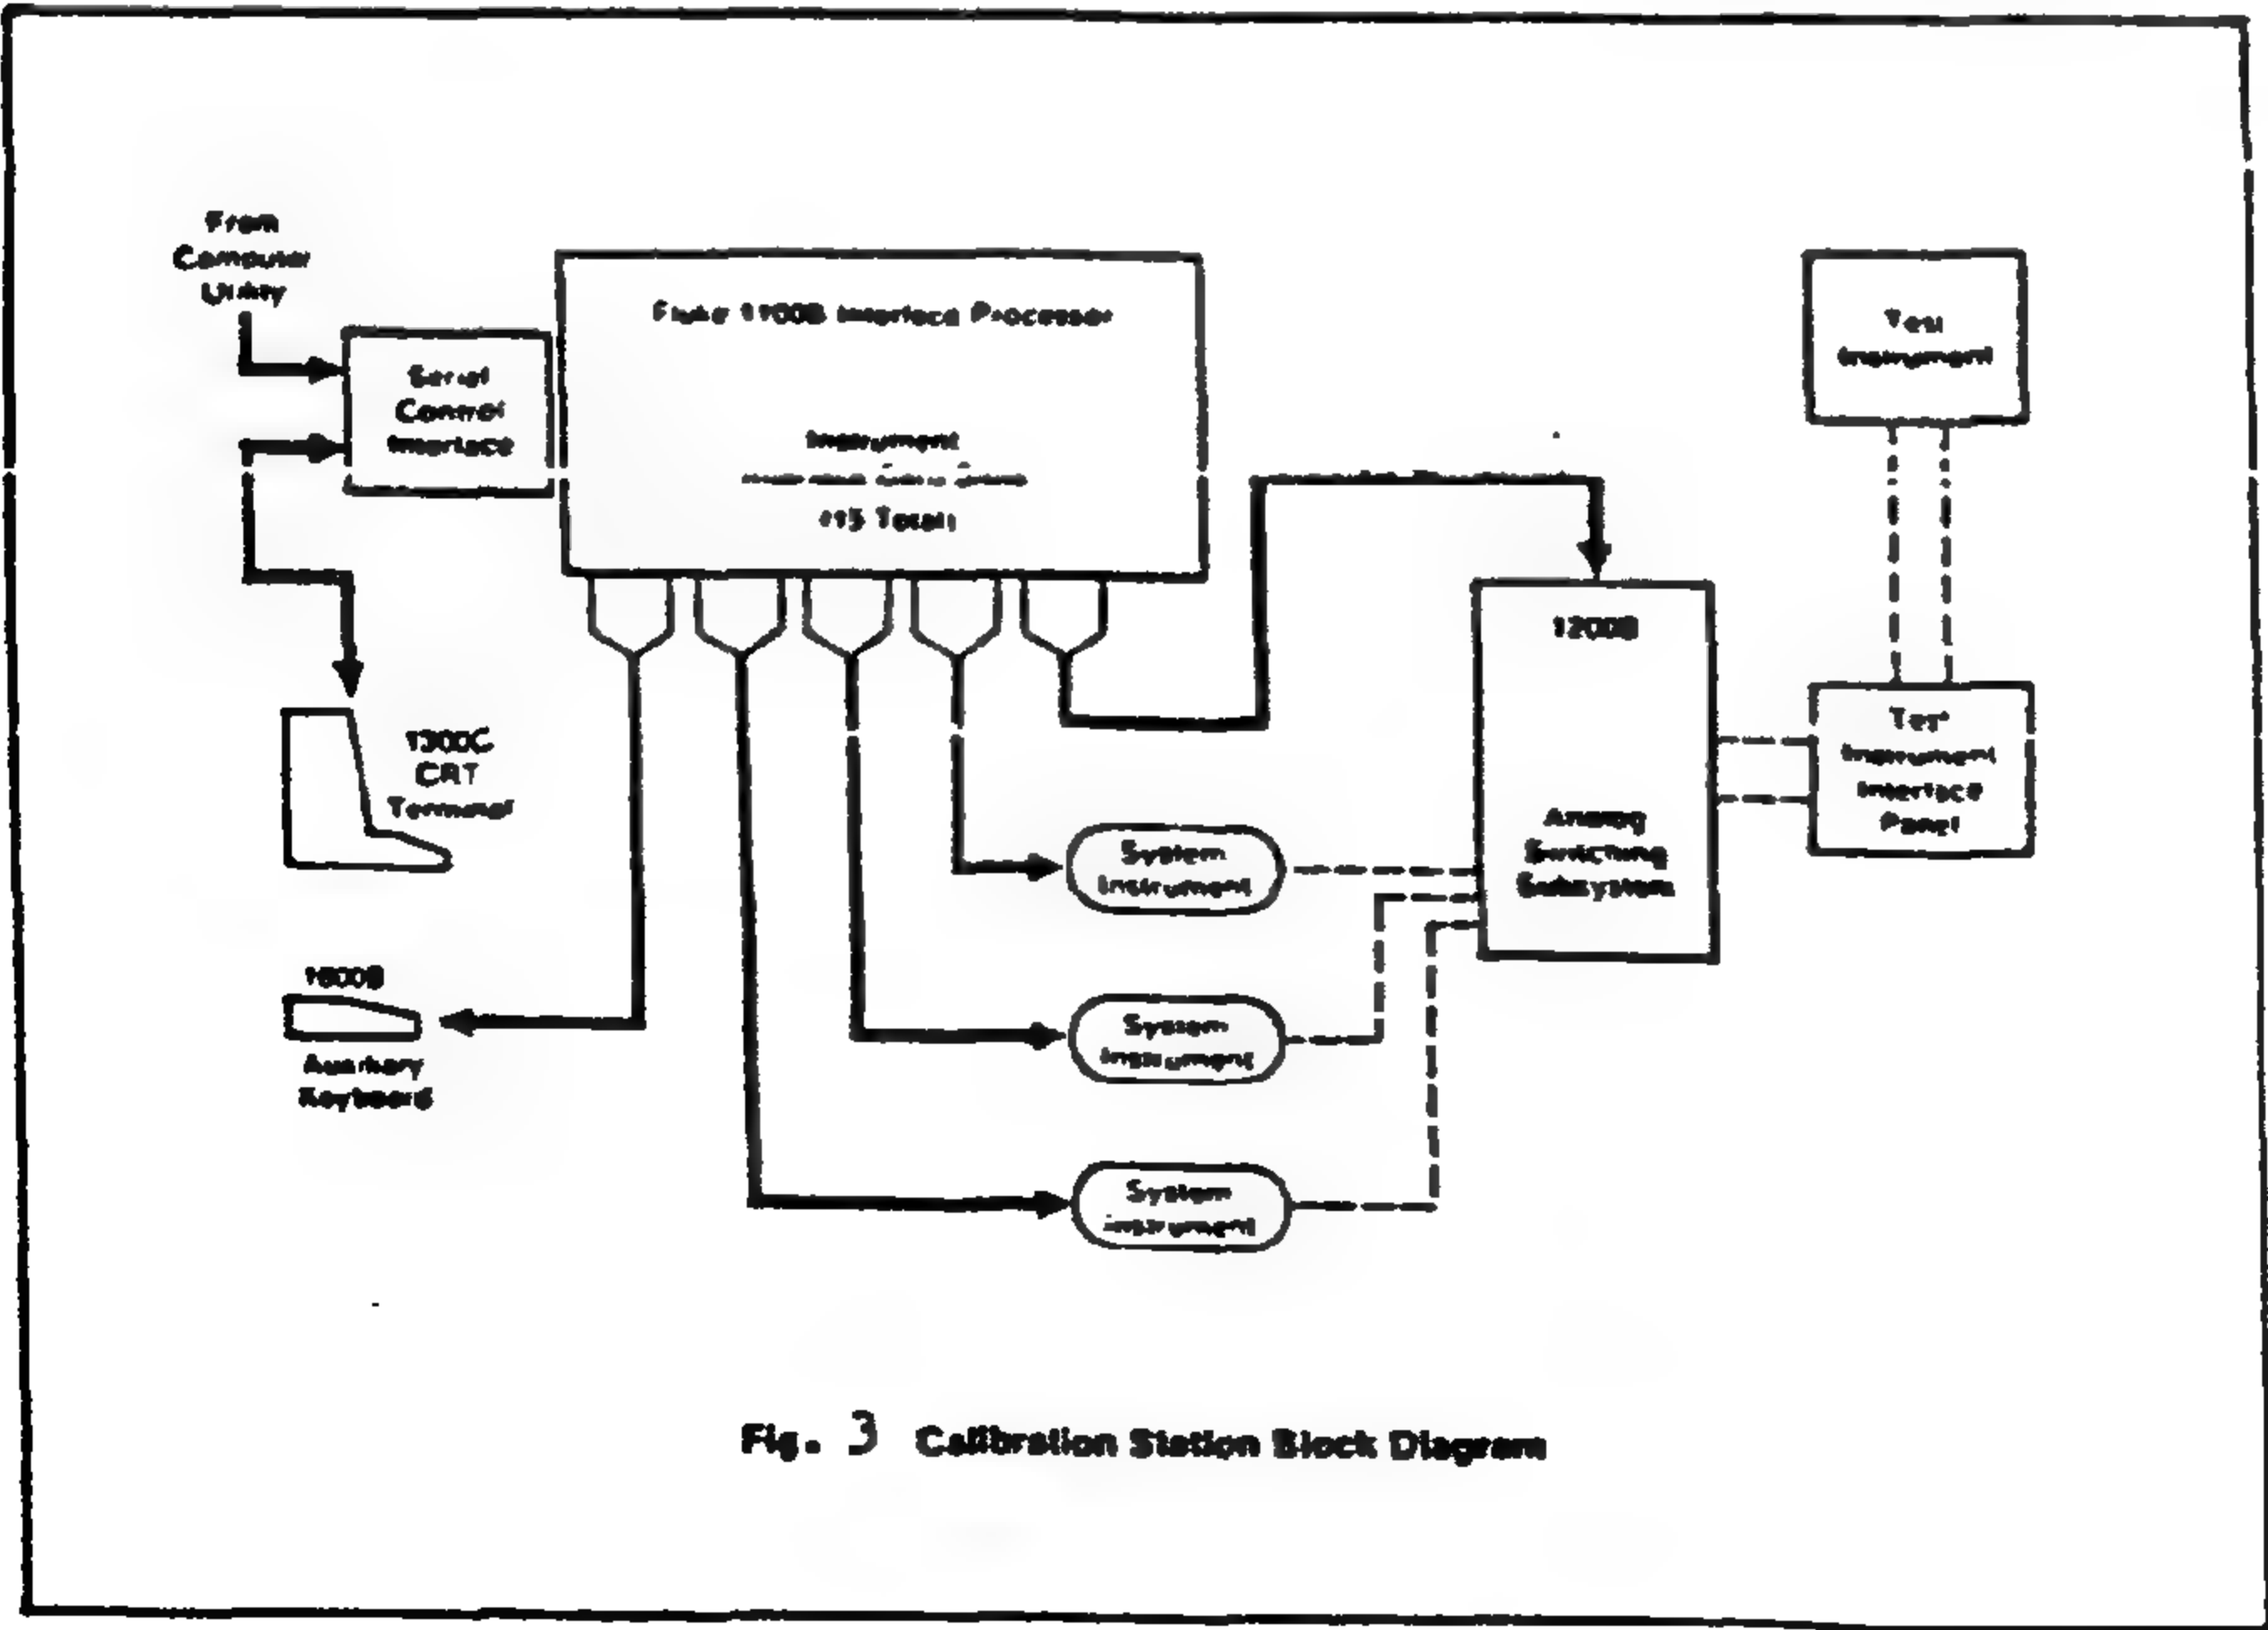 From
Computer
Utility
Fluke 1100B Interface Processor
Serial
Control
Interface
Instrument
(15 Total)
Test
Instrument
1200B
Analog
Switching
Subsystem
Test
Instrument
Interface
Panel
CRT
Terminal
System
Instrument
Auxiliary
Keyboard
System
Instrument
System
Instrument
Fig. 3 Calibration Station Block Diagram